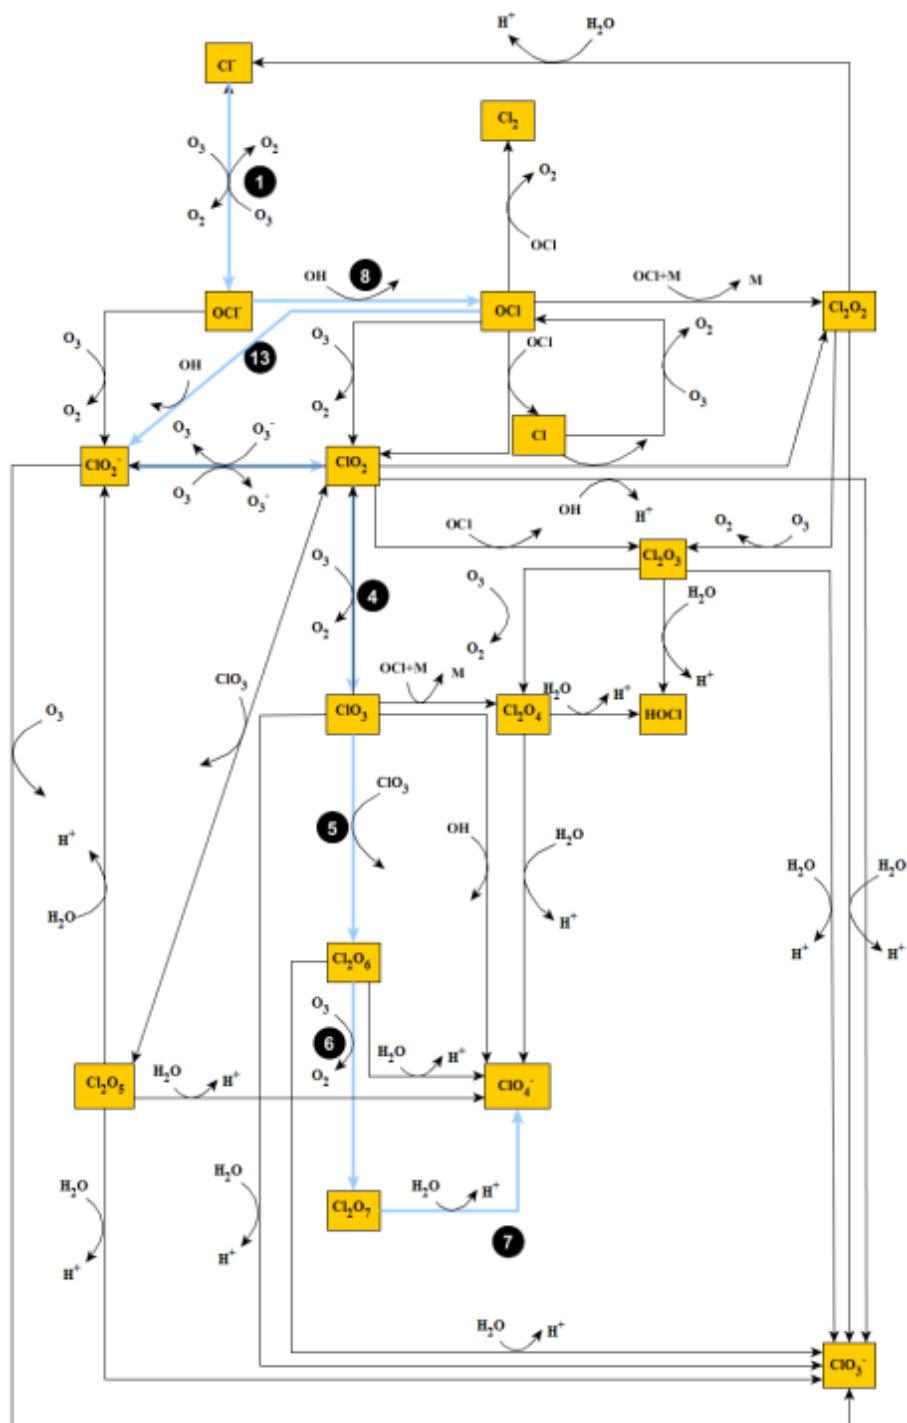 H⁺ H₂O
Cl⁻
Cl₂
O₃ O₂
O₂
1
O₂ O₃
OCl
OH 8
OCl+M M
OCl⁻ OCl Cl₂O₂
O₃
13
O₃
OCl
O₂
OH
O₃
O₂ O₂
Cl
O₃ O₃⁻
ClO₂⁻ ClO₂
O₃ O₃⁻
OH
H⁺
OCl
O₂ O₃
Cl₂O₃
O₃
4
O₃
H₂O
O₂
O₂
H⁺
ClO₃
OCl+M M
H₂O H⁺
O₃
ClO₃ Cl₂O₄ HOCl
ClO₃
5
OH
H₂O
H⁺
H₂O H₂O
H₂O
H⁺
H⁺ H⁺
Cl₂O₆
O₃
6
H₂O H⁺
O₂
H₂O H⁺
Cl₂O₅ ClO₄⁻
H₂O H₂O
H₂O H⁺
Cl₂O₇
7
H⁺ H⁺
H₂O H⁺
ClO₃⁻